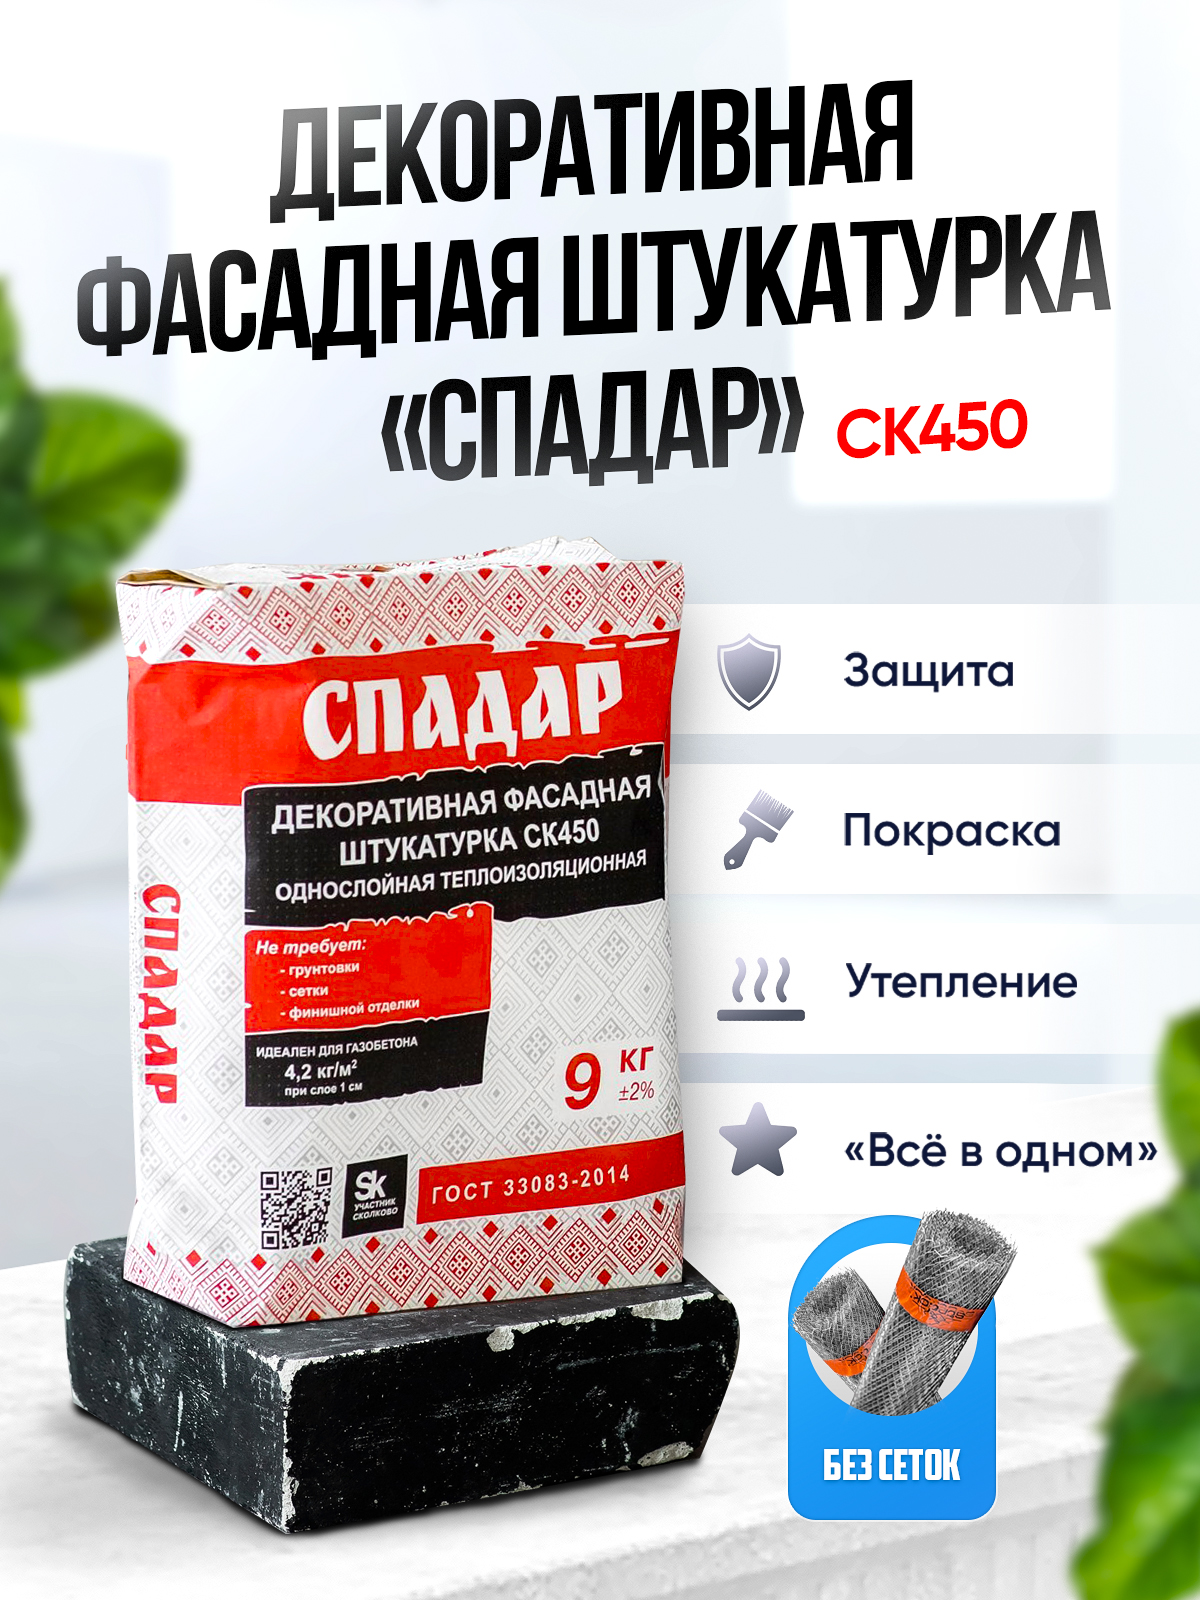 ДЕКОРАТИВНАЯ
ФАСАДНАЯ ШТУКАТУРКА
«СПАДАР» СК450
СПАДАР
ДЕКОРАТИВНАЯ ФАСАДНАЯ
ШТУКАТУРКА СК450
ОДНОСЛОЙНАЯ ТЕПЛОИЗОЛЯЦИОННАЯ
СПАДАР
Не требует:
- грунтовки
- сетки
- финишной отделки
ИДЕАЛЕН ДЛЯ ГАЗОБЕТОНА
4,2 кг/м²
при слое 1 см
9 кг
±2%
Sk
УЧАСТНИК
СКОЛКОВО
ГОСТ 33083-2014
Защита
Покраска
Утепление
«Всё в одном»
БЕЗ СЕТОК